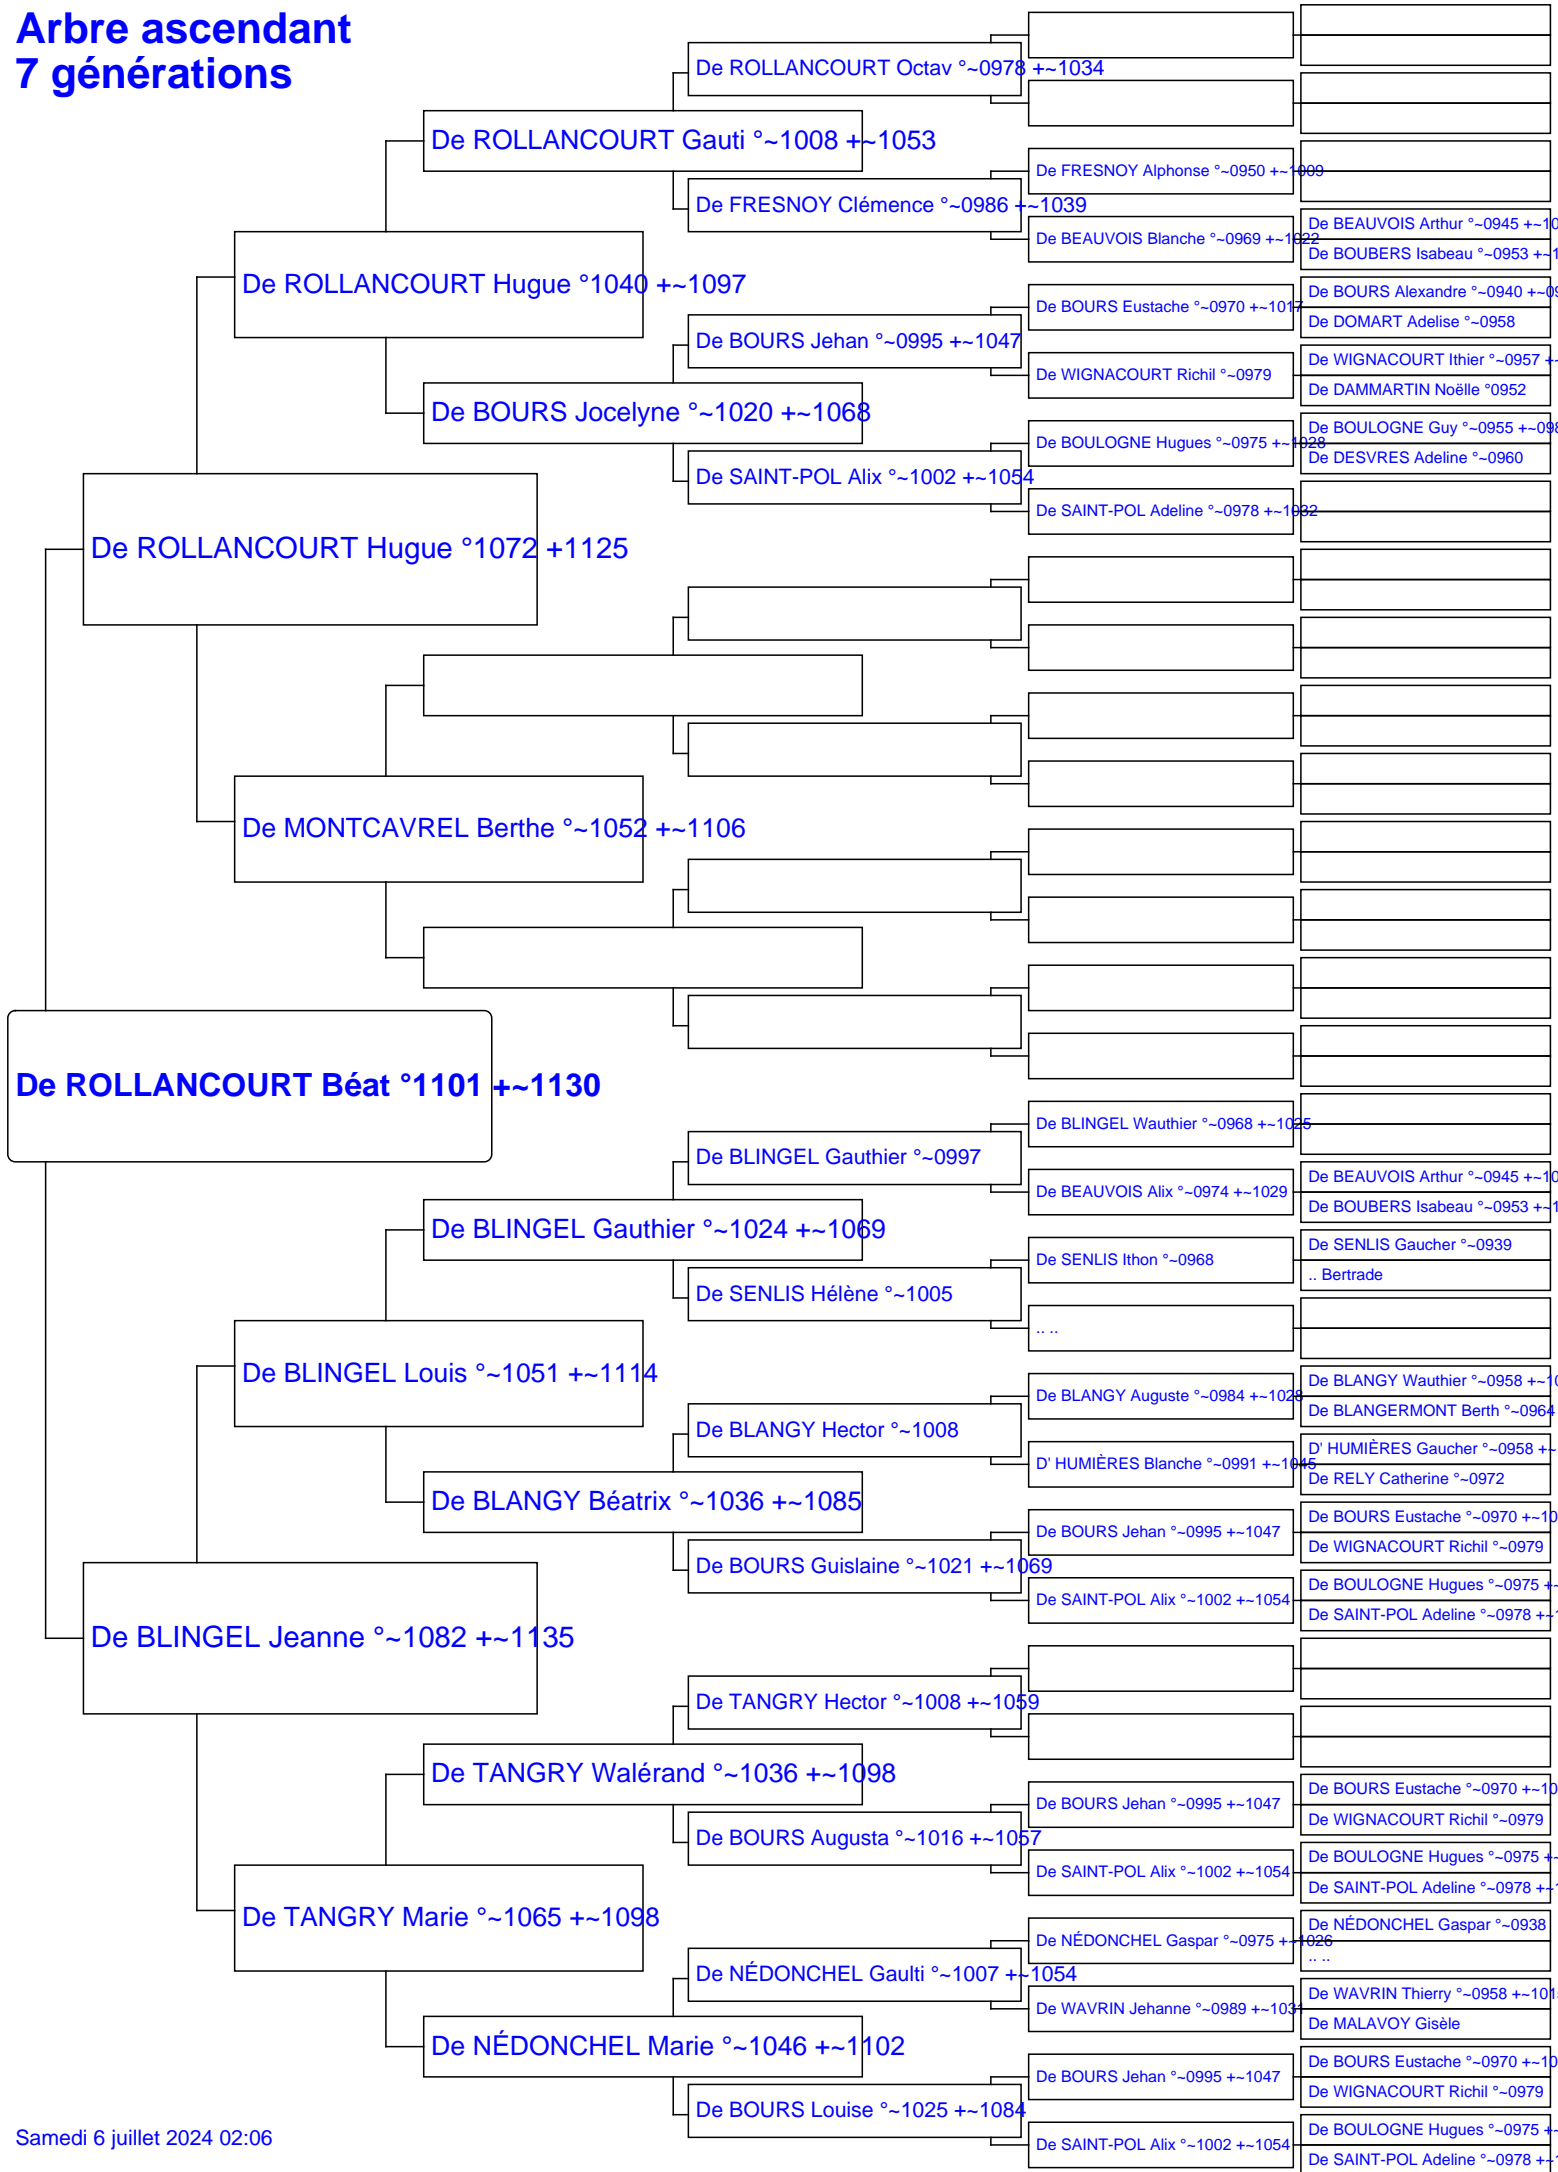 Arbre ascendant
7 générations
De ROLLANCOURT Octav °~0978 +~1034
De ROLLANCOURT Gauti °~1008 +~1053
De FRESNOY Alphonse °~0950 +~1009
De FRESNOY Clémence °~0986 +~1039
De BEAUVOIS Arthur °~0945 +~10
De BEAUVOIS Blanche °~0969 +~1022
De BOUBERS Isabeau °~0953 +~1
De ROLLANCOURT Hugue °1040 +~1097
De BOURS Alexandre °~0940 +~09
De BOURS Eustache °~0970 +~1017
De DOMART Adelise °~0958
De BOURS Jehan °~0995 +~1047
De WIGNACOURT Ithier °~0957 +~
De WIGNACOURT Richil °~0979
De DAMMARTIN Noëlle °0952
De BOURS Jocelyne °~1020 +~1068
De BOULOGNE Guy °~0955 +~098
De BOULOGNE Hugues °~0975 +~1028
De DESVRES Adeline °~0960
De SAINT-POL Alix °~1002 +~1054
De SAINT-POL Adeline °~0978 +~1032
De ROLLANCOURT Hugue °1072 +1125
De MONTCAVREL Berthe °~1052 +~1106
De ROLLANCOURT Béat °1101 +~1130
De BLINGEL Wauthier °~0968 +~1025
De BLINGEL Gauthier °~0997
De BEAUVOIS Arthur °~0945 +~10
De BEAUVOIS Alix °~0974 +~1029
De BOUBERS Isabeau °~0953 +~1
De BLINGEL Gauthier °~1024 +~1069
De SENLIS Gaucher °~0939
De SENLIS Ithon °~0968
.. Bertrade
De SENLIS Hélène °~1005
.. ..
De BLINGEL Louis °~1051 +~1114
De BLANGY Wauthier °~0958 +~10
De BLANGY Auguste °~0984 +~1028
De BLANGERMONT Berth °~0964
De BLANGY Hector °~1008
D' HUMIÈRES Gaucher °~0958 +~
D' HUMIÈRES Blanche °~0991 +~1045
De RELY Catherine °~0972
De BLANGY Béatrix °~1036 +~1085
De BOURS Eustache °~0970 +~10
De BOURS Jehan °~0995 +~1047
De WIGNACOURT Richil °~0979
De BOURS Guislaine °~1021 +~1069
De BOULOGNE Hugues °~0975 +~
De SAINT-POL Alix °~1002 +~1054
De SAINT-POL Adeline °~0978 +~1
De BLINGEL Jeanne °~1082 +~1135
De TANGRY Hector °~1008 +~1059
De TANGRY Walérand °~1036 +~1098
De BOURS Eustache °~0970 +~10
De BOURS Jehan °~0995 +~1047
De WIGNACOURT Richil °~0979
De BOURS Augusta °~1016 +~1057
De BOULOGNE Hugues °~0975 +~
De SAINT-POL Alix °~1002 +~1054
De SAINT-POL Adeline °~0978 +~1
De TANGRY Marie °~1065 +~1098
De NÉDONCHEL Gaspar °~0938
De NÉDONCHEL Gaspar °~0975 +~1026
.. ..
De NÉDONCHEL Gaulti °~1007 +~1054
De WAVRIN Thierry °~0958 +~101
De WAVRIN Jehanne °~0989 +~1031
De MALAVOY Gisèle
De NÉDONCHEL Marie °~1046 +~1102
De BOURS Eustache °~0970 +~10
De BOURS Jehan °~0995 +~1047
De WIGNACOURT Richil °~0979
De BOURS Louise °~1025 +~1084
De BOULOGNE Hugues °~0975 +~
De SAINT-POL Alix °~1002 +~1054
De SAINT-POL Adeline °~0978 +~1
Samedi 6 juillet 2024 02:06